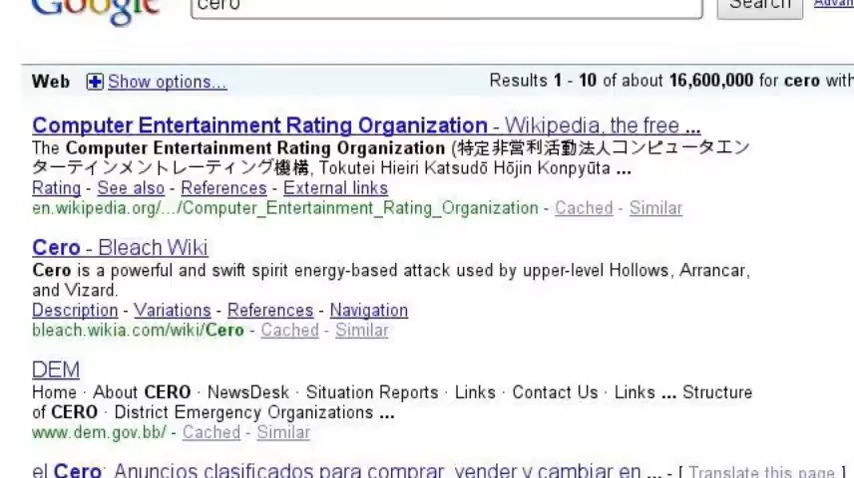 Google cero Search Advan
Web Show options... Results 1 - 10 of about 16,600,000 for cero with
Computer Entertainment Rating Organization - Wikipedia, the free ...
The Computer Entertainment Rating Organization (特定非営利活動法人コンピュータエン
ターテインメントレーティング機構, Tokutei Hieiri Katsudō Hōjin Konpyūta ...
Rating - See also - References - External links
en.wikipedia.org/.../Computer_Entertainment_Rating_Organization - Cached - Similar
Cero - Bleach Wiki
Cero is a powerful and swift spirit energy-based attack used by upper-level Hollows, Arrancar,
and Vizard.
Description - Variations - References - Navigation
bleach.wikia.com/wiki/Cero - Cached - Similar
DEM
Home · About CERO · NewsDesk · Situation Reports · Links · Contact Us · Links ... Structure
of CERO · District Emergency Organizations ...
www.dem.gov.bb/ - Cached - Similar
el Cero: Anuncios clasificados para comprar, vender y cambiar en ... - [ Translate this page ]